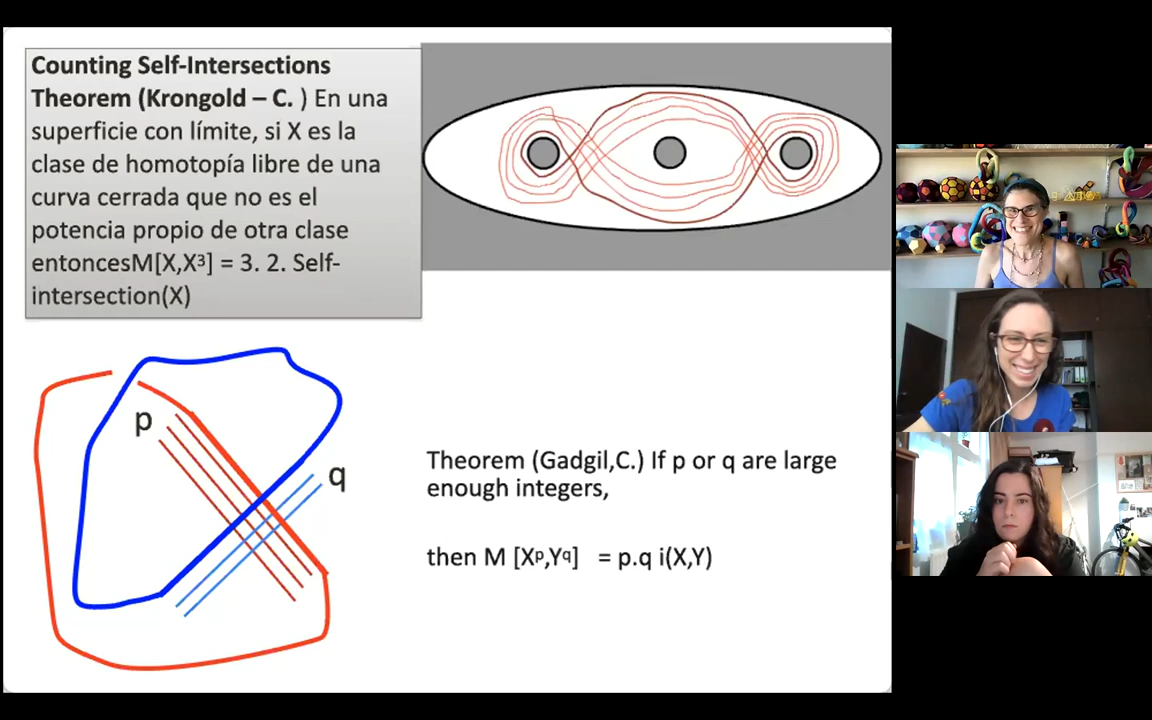 Counting Self-Intersections
Theorem (Krongold – C. ) En una
superficie con límite, si X es la
clase de homotopía libre de una
curva cerrada que no es el
potencia propio de otra clase
entoncesM[X,X³] = 3. 2. Self-
intersection(X)
p
q
Theorem (Gadgil,C.) If p or q are large
enough integers,
then M [Xᵖ,Y^q] = p.q i(X,Y)